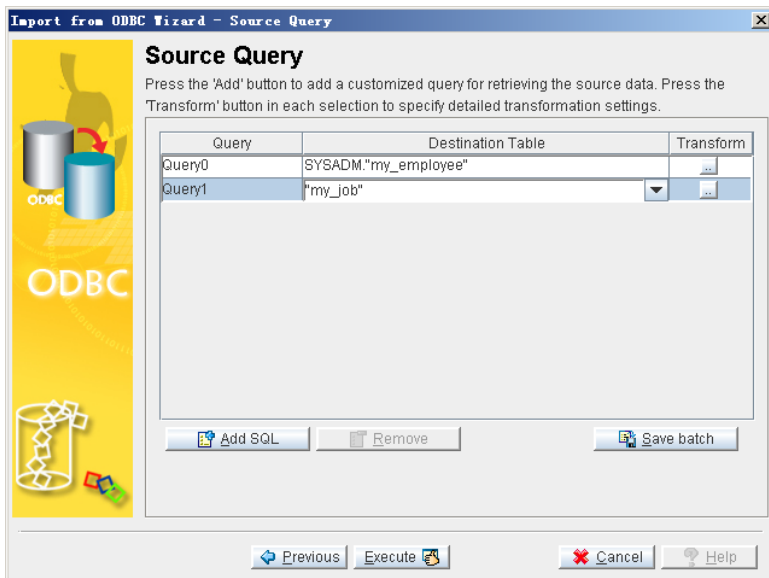 Import from ODBC Wizard - Source Query
Source Query
Press the 'Add' button to add a customized query for retrieving the source data. Press the
'Transform' button in each selection to specify detailed transformation settings.
Query Destination Table Transform
Query0 SYSADM."my_employee" ..
Query1 "my_job" ..
ODBC
ODBC
Add SQL Remove Save batch
Previous Execute Cancel Help